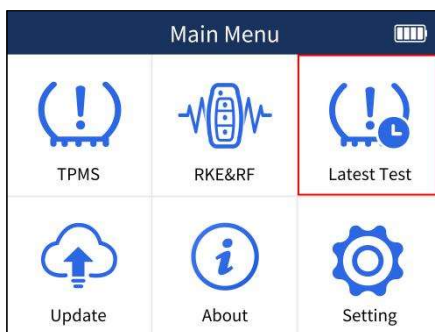 Main Menu
TPMS
RKE&RF
Latest Test
Update
About
Setting